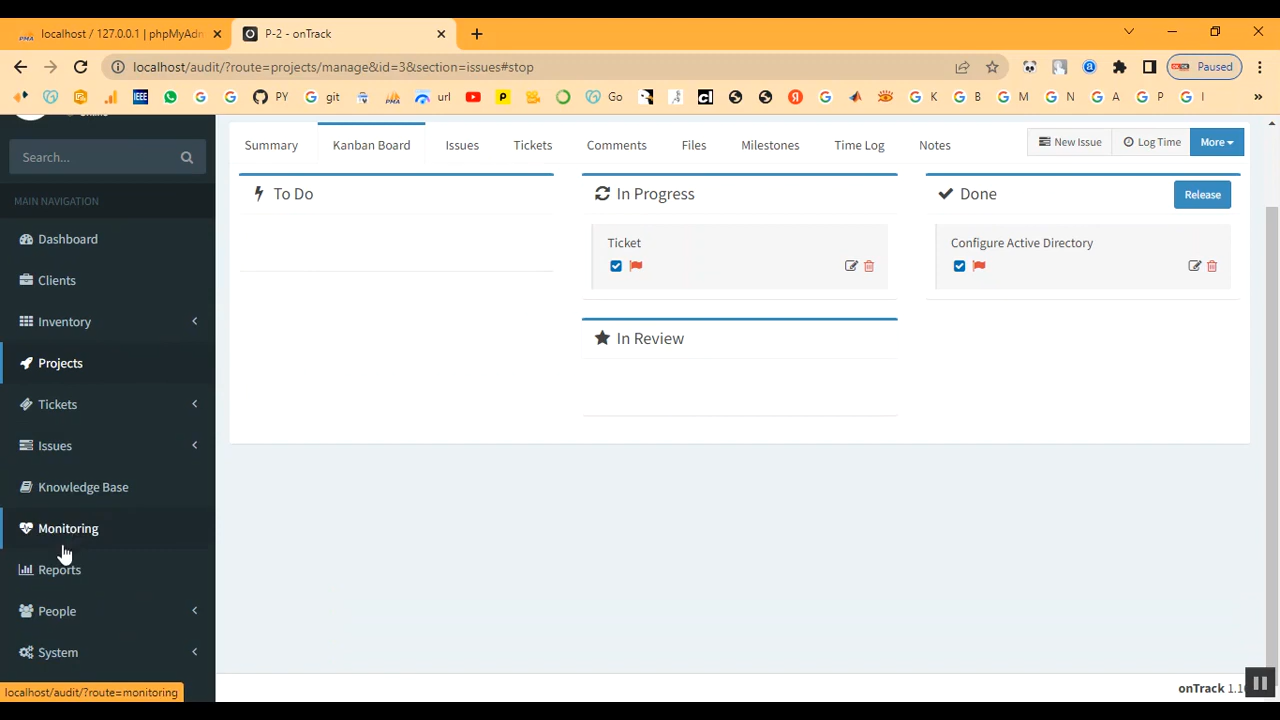 localhost / 127.0.0.1 | phpMyAdn
P-2 - onTrack
localhost/audit/?route=projects/manage&id=3&section=issues#stop
Paused
PY
git
url
Go
K
B
M
N
A
P
I
»
Search...
MAIN NAVIGATION
Dashboard
Clients
Inventory
Projects
Tickets
Issues
Knowledge Base
Monitoring
Reports
People
System
localhost/audit/?route=monitoring
Summary
Kanban Board
Issues
Tickets
Comments
Files
Milestones
Time Log
Notes
New Issue
Log Time
More
To Do
In Progress
Ticket
In Review
Done
Release
Configure Active Directory
onTrack